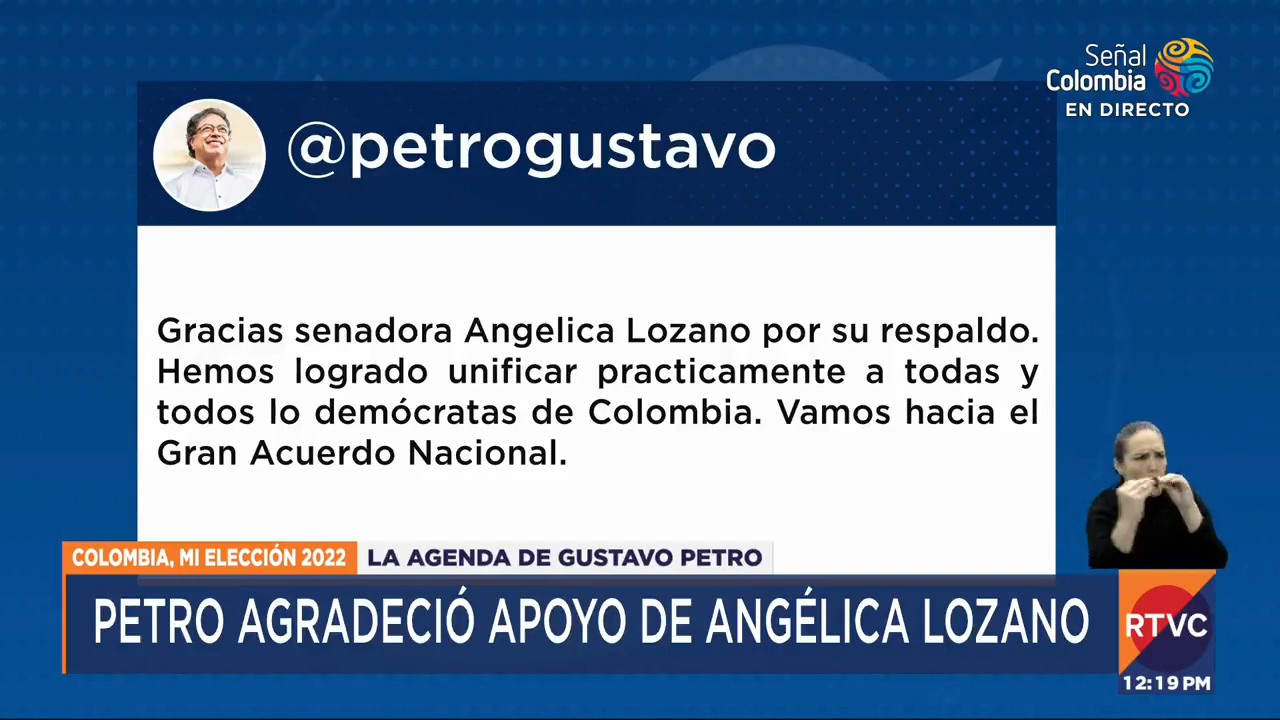 Señal
Colombia
EN DIRECTO
@petrogustavo
Gracias senadora Angelica Lozano por su respaldo.
Hemos logrado unificar practicamente a todas y
todos lo demócratas de Colombia. Vamos hacia el
Gran Acuerdo Nacional.
COLOMBIA, MI ELECCIÓN 2022
LA AGENDA DE GUSTAVO PETRO
PETRO AGRADECIÓ APOYO DE ANGÉLICA LOZANO
RTVC
12:19 PM